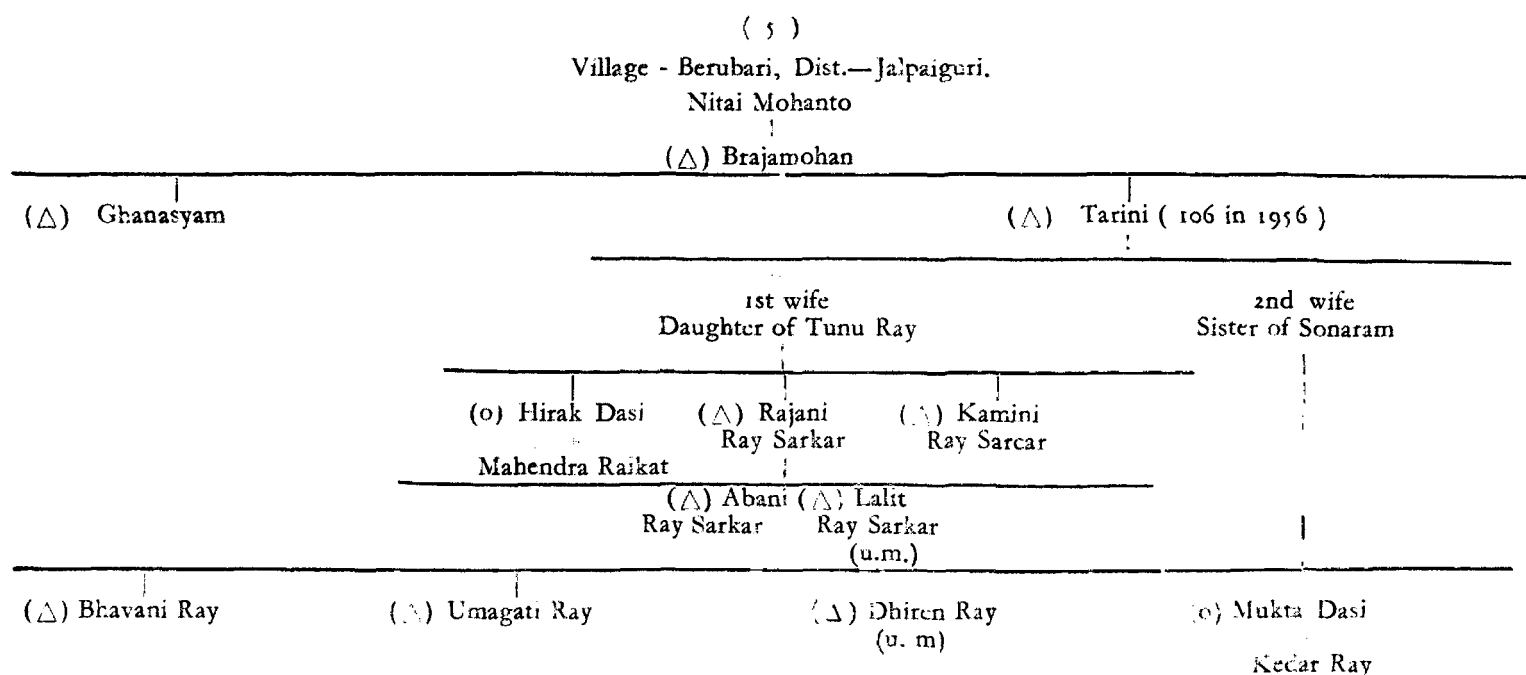 ( 5 )
Village - Berubari, Dist.—Jalpaiguri.
Nitai Mohanto
(△) Brajamohan
(△) Ghanasyam (△) Tarini ( 106 in 1956 )
1st wife 2nd wife
Daughter of Tunu Ray Sister of Sonaram
(o) Hirak Dasi (△) Rajani (△) Kamini
Ray Sarkar Ray Sarcar
Mahendra Raikat
(△) Abani (△) Lalit
Ray Sarkar Ray Sarkar
(u.m.)
(△) Bhavani Ray (△) Umagati Ray (△) Dhiren Ray (o) Mukta Dasi
(u. m)
Kedar Ray